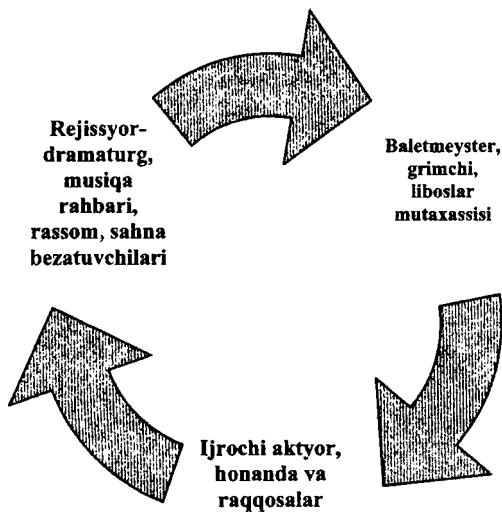 Rejissyor-
dramaturg,
musiqa
rahbari,
rassom, sahna
bezatuvchilari
Baletmeyster,
grimchi,
liboslar
mutaxassisi
Ijrochi aktyor,
honanda va
raqqosalar